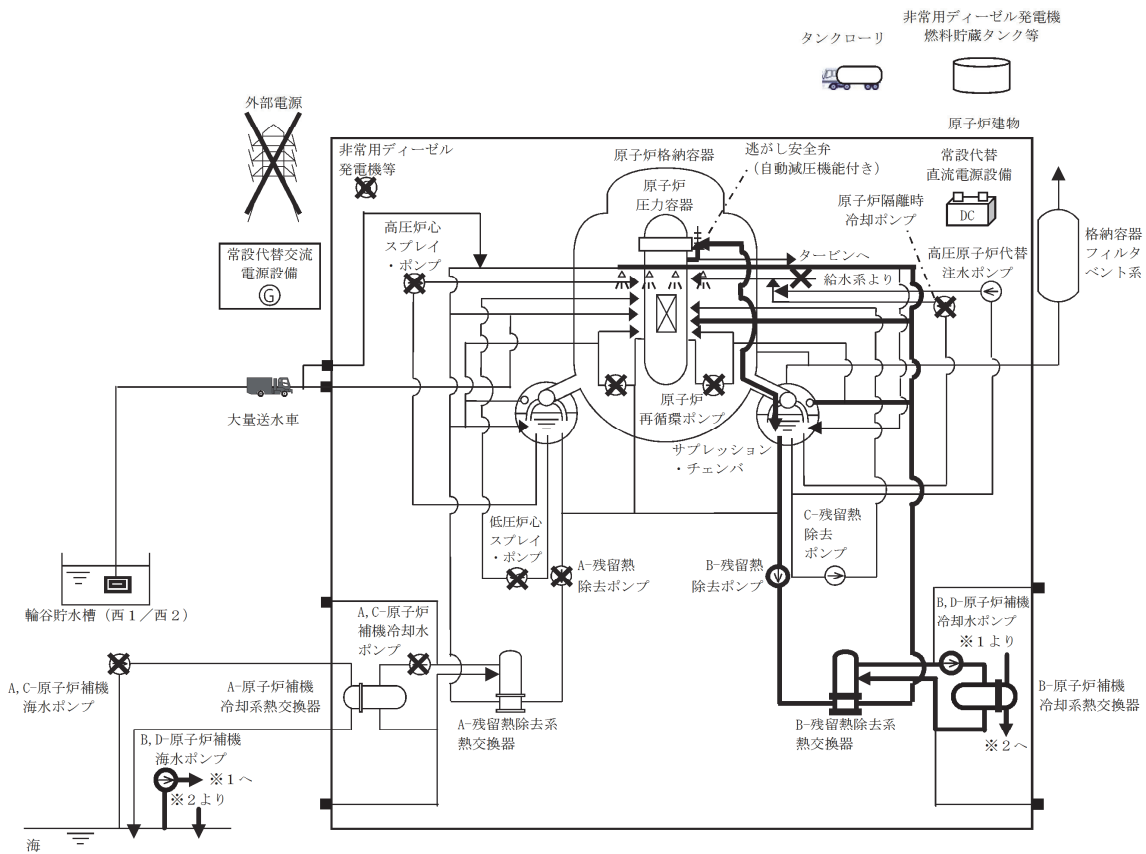 非常用ディーゼル発電機
燃料貯蔵タンク等
タンクローリ
外部電源
原子炉建物
非常用ディーゼル
発電機等
原子炉格納容器
逃がし安全弁
（自動減圧機能付き）
常設代替
直流電源設備
DC
原子炉
圧力容器
原子炉隔離時
冷却ポンプ
高圧炉心
スプレイ
・ポンプ
常設代替交流
電源設備
G
タービンへ
給水系より
高圧原子炉代替
注水ポンプ
格納容器
フィルタ
ベント系
大量送水車
原子炉
再循環ポンプ
サプレッション
・チェンバ
低圧炉心
スプレイ
・ポンプ
A-残留熱
除去ポンプ
B-残留熱
除去ポンプ
C-残留熱
除去
ポンプ
輪谷貯水槽（西１／西２）
A,C-原子炉
補機冷却水
ポンプ
B,D-原子炉補機
冷却水ポンプ
※１より
A,C-原子炉補機
海水ポンプ
A-原子炉補機
冷却系熱交換器
A-残留熱除去系
熱交換器
B-残留熱除去系
熱交換器
B-原子炉補機
冷却系熱交換器
※２へ
B,D-原子炉補機
海水ポンプ
※１へ
※２より
海